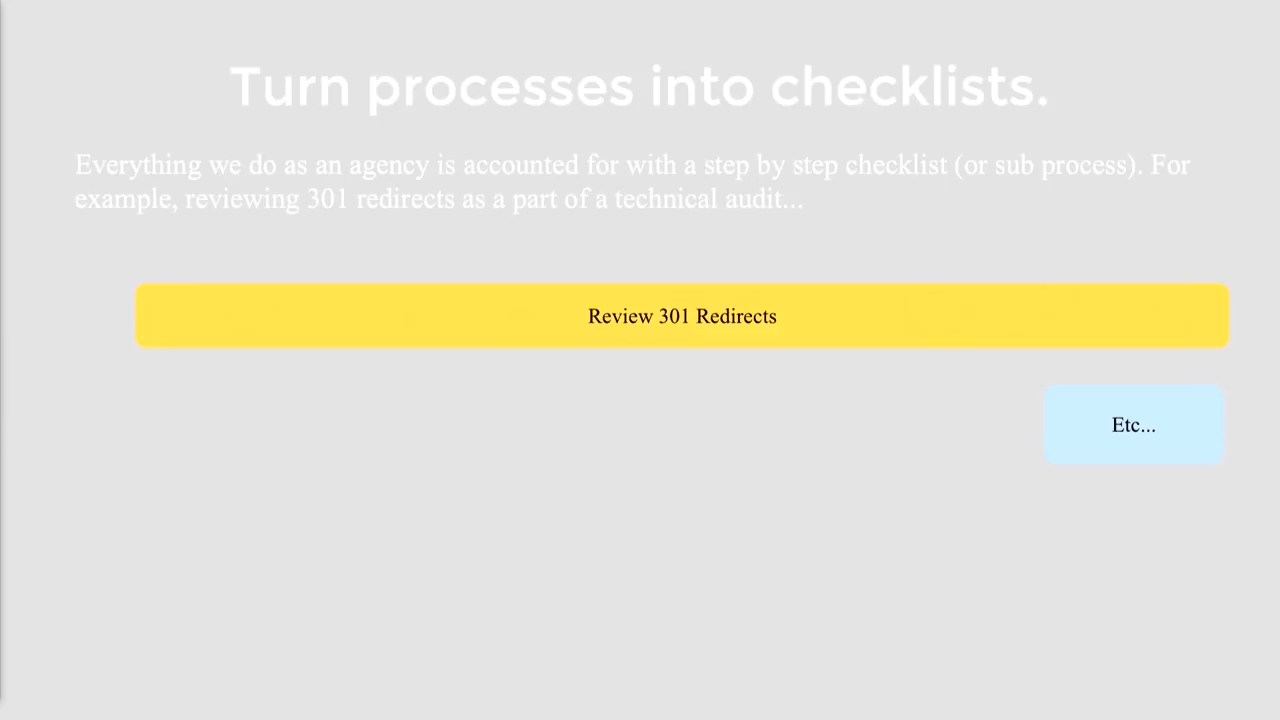 Turn processes into checklists.
Everything we do as an agency is accounted for with a step by step checklist (or sub process). For
example, reviewing 301 redirects as a part of a technical audit...
Review 301 Redirects
Etc...